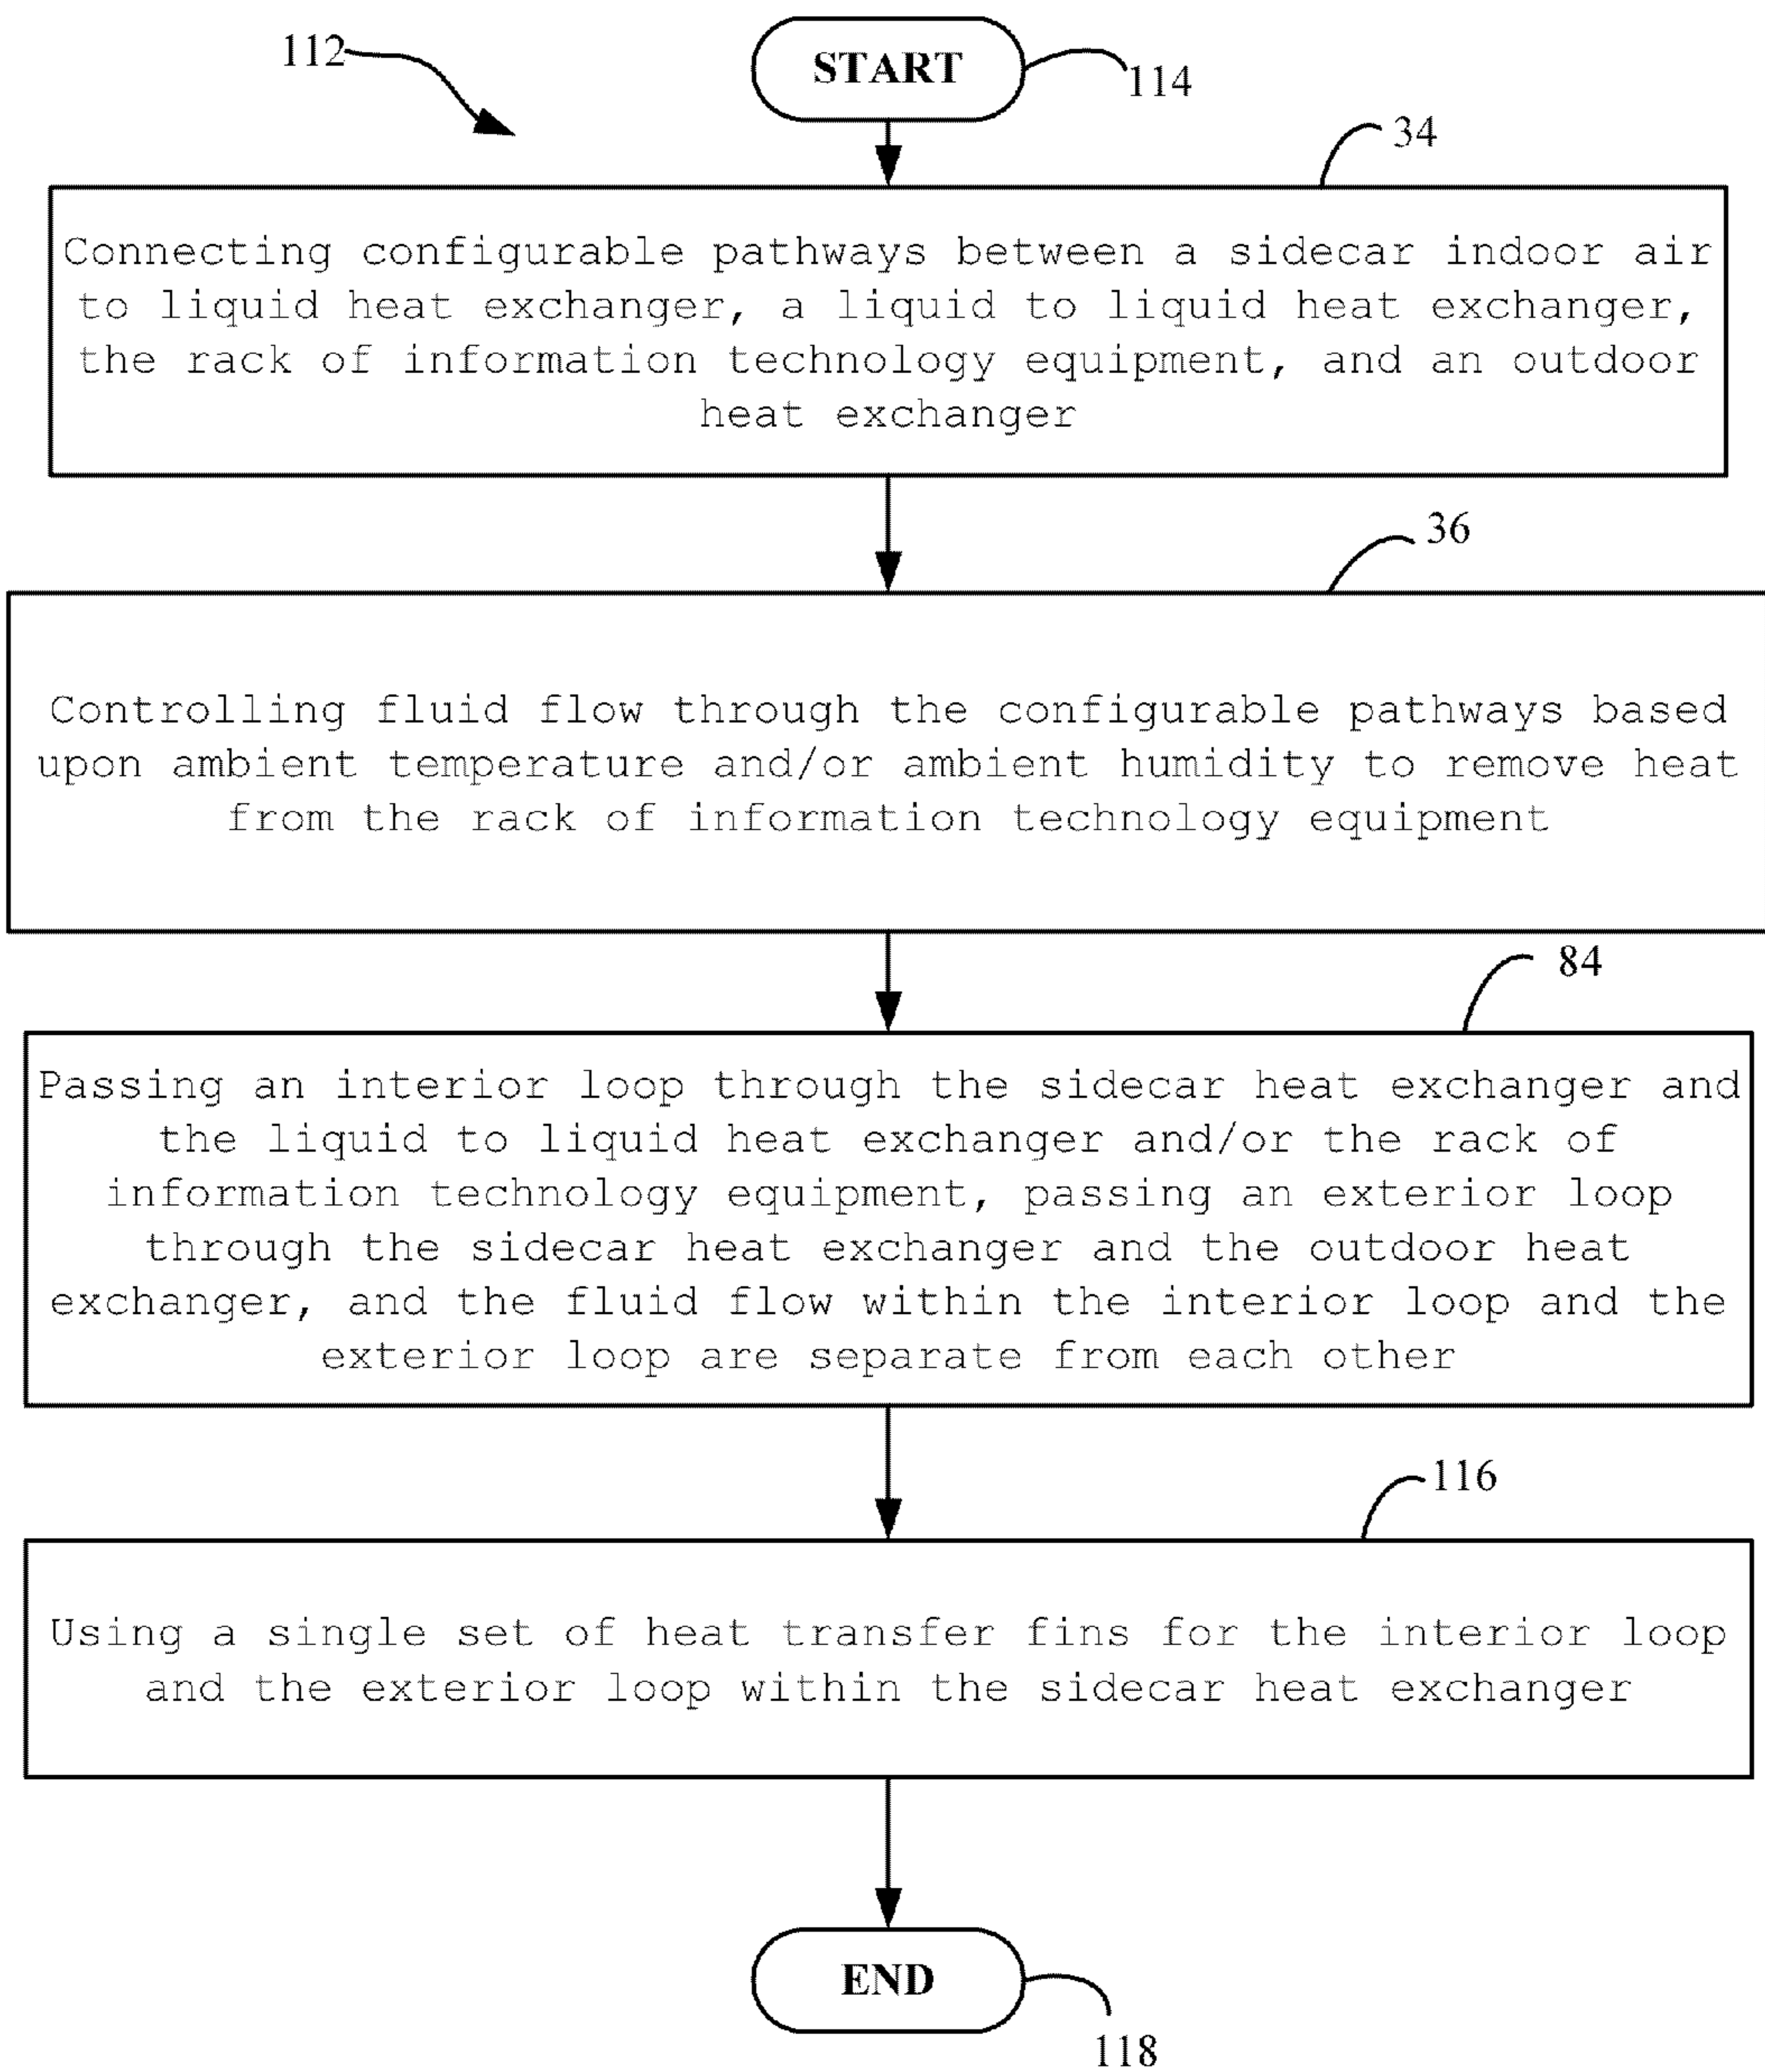 112
START
114
34
Connecting configurable pathways between a sidecar indoor air
to liquid heat exchanger, a liquid to liquid heat exchanger,
the rack of information technology equipment, and an outdoor
heat exchanger
36
Controlling fluid flow through the configurable pathways based
upon ambient temperature and/or ambient humidity to remove heat
from the rack of information technology equipment
84
Passing an interior loop through the sidecar heat exchanger and
the liquid to liquid heat exchanger and/or the rack of
information technology equipment, passing an exterior loop
through the sidecar heat exchanger and the outdoor heat
exchanger, and the fluid flow within the interior loop and the
exterior loop are separate from each other
116
Using a single set of heat transfer fins for the interior loop
and the exterior loop within the sidecar heat exchanger
END
118